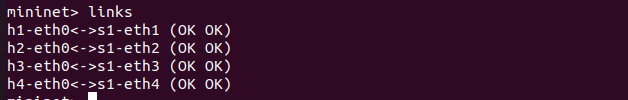 mininet> links
h1-eth0<->s1-eth1 (OK OK)
h2-eth0<->s1-eth2 (OK OK)
h3-eth0<->s1-eth3 (OK OK)
h4-eth0<->s1-eth4 (OK OK)
mininet>